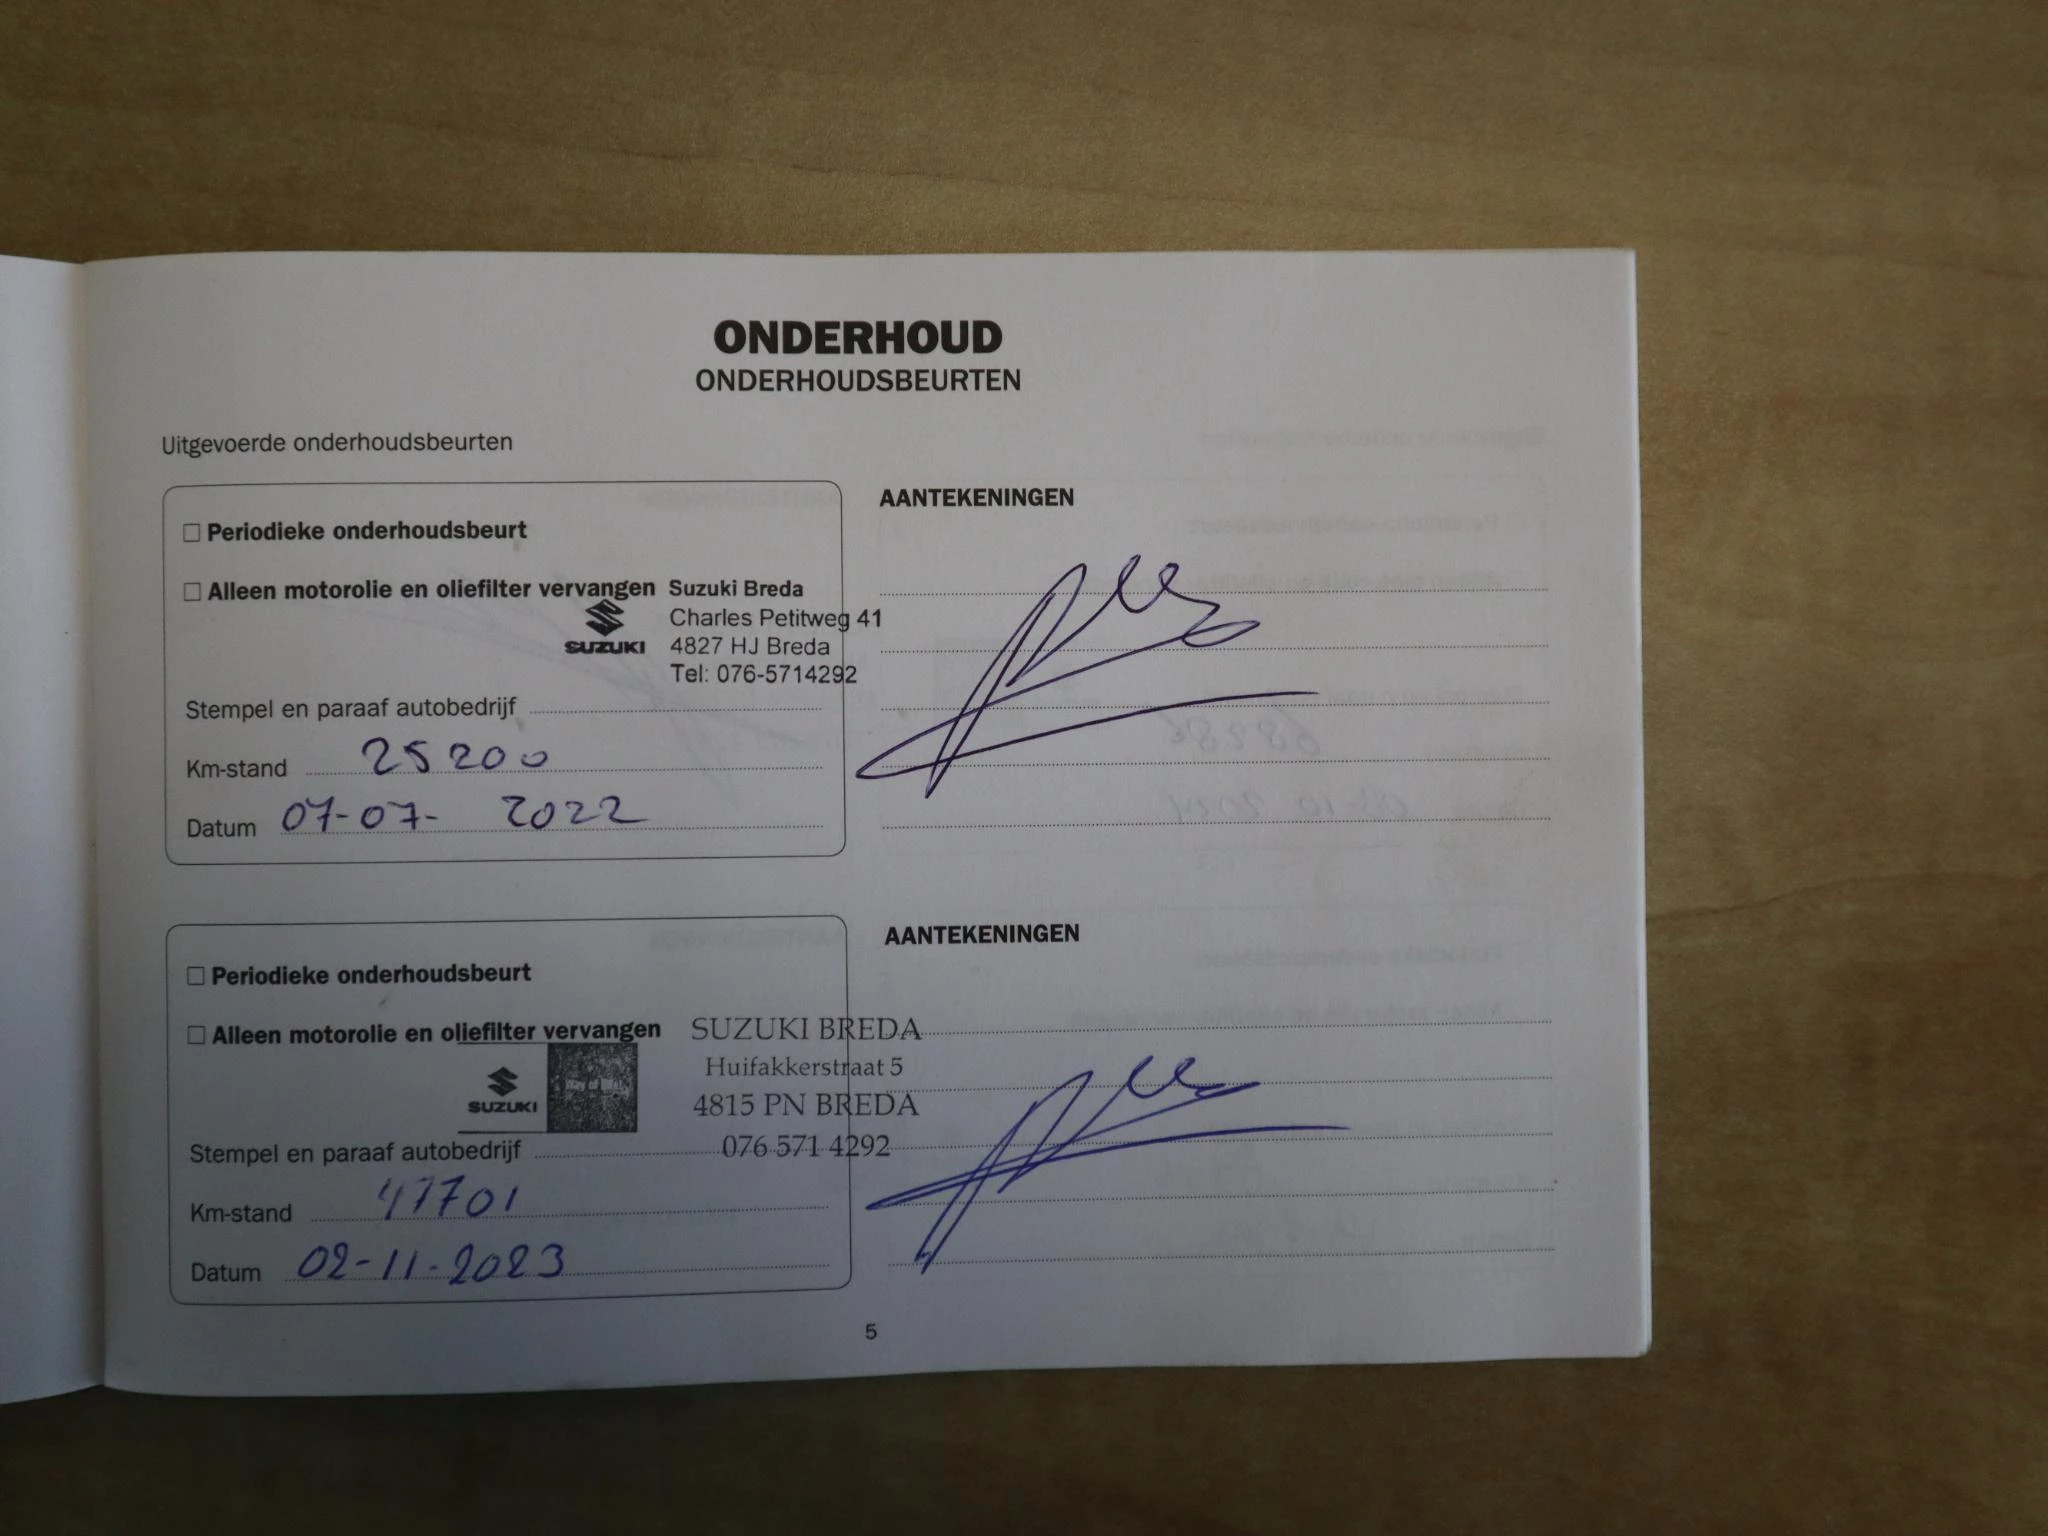 ONDERHOUD
ONDERHOUDSBEURTEN
Uitgevoerde onderhoudsbeurten
☐ Periodieke onderhoudsbeurt
☐ Alleen motorolie en oliefilter vervangen
Suzuki Breda
Charles Petitweg 41
4827 HJ Breda
Tel: 076-5714292
SUZUKI
Stempel en paraaf autobedrijf
Km-stand 25200
Datum 07-07- 2022
AANTEKENINGEN
☐ Periodieke onderhoudsbeurt
☐ Alleen motorolie en oliefilter vervangen
SUZUKI BREDA
Huifakkerstraat 5
4815 PN BREDA
076 571 4292
SUZUKI
Way of
Stempel en paraaf autobedrijf
Km-stand 47701
Datum 02-11-2023
AANTEKENINGEN
5